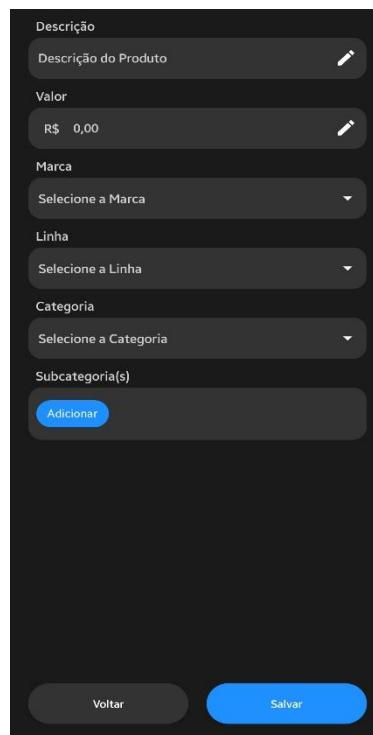 Descrição
Descrição do Produto
Valor
R$ 0,00
Marca
Selecione a Marca
Linha
Selecione a Linha
Categoria
Selecione a Categoria
Subcategoria(s)
Adicionar
Voltar Salvar